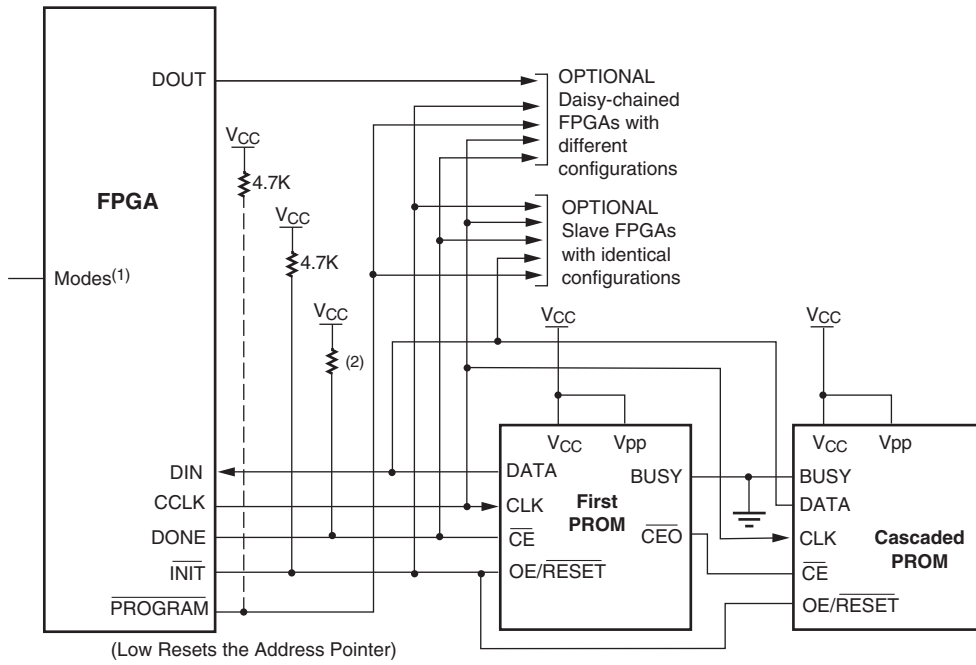 DOUT
OPTIONAL
Daisy-chained
FPGAs with
different
configurations
VCC
4.7K
FPGA
VCC
4.7K
OPTIONAL
Slave FPGAs
with identical
configurations
Modes(1)
VCC
(2)
VCC
VCC
VCC
Vpp
VCC
Vpp
DIN
DATA
BUSY
BUSY
CCLK
CLK
First
PROM
DATA
DONE
CE
CEO
CLK
Cascaded
PROM
INIT
OE/RESET
CE
PROGRAM
OE/RESET
(Low Resets the Address Pointer)